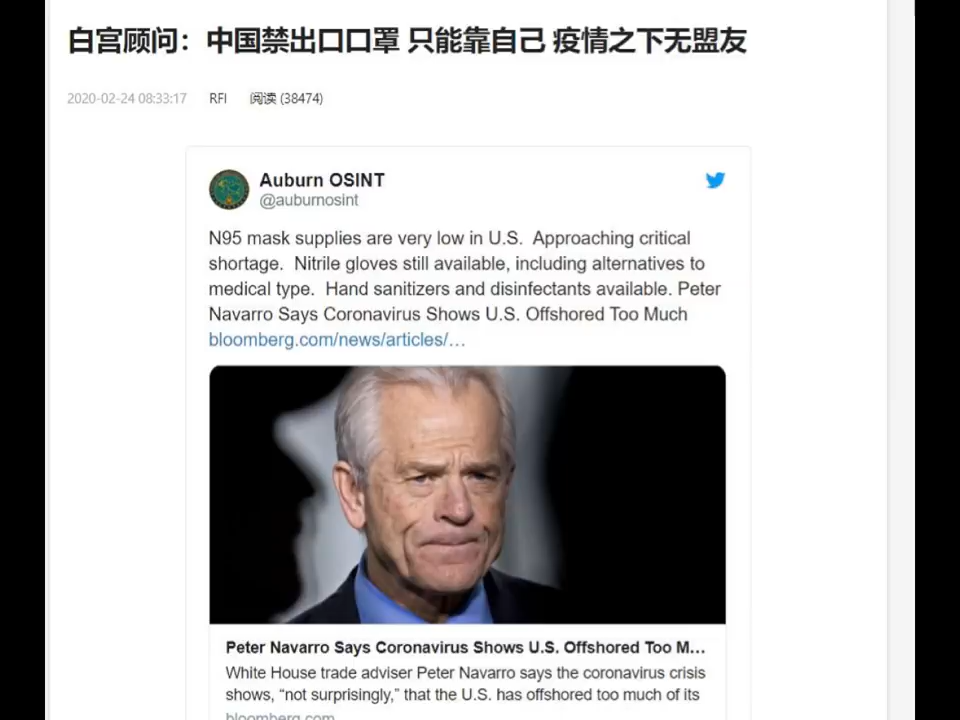 白宫顾问：中国禁出口口罩 只能靠自己 疫情之下无盟友
2020-02-24 08:33:17 RFI 阅读 (38474)
Auburn OSINT
@auburnosint
N95 mask supplies are very low in U.S. Approaching critical
shortage. Nitrile gloves still available, including alternatives to
medical type. Hand sanitizers and disinfectants available. Peter
Navarro Says Coronavirus Shows U.S. Offshored Too Much
bloomberg.com/news/articles/…
Peter Navarro Says Coronavirus Shows U.S. Offshored Too M...
White House trade adviser Peter Navarro says the coronavirus crisis
shows, “not surprisingly,” that the U.S. has offshored too much of its
bloomberg.com